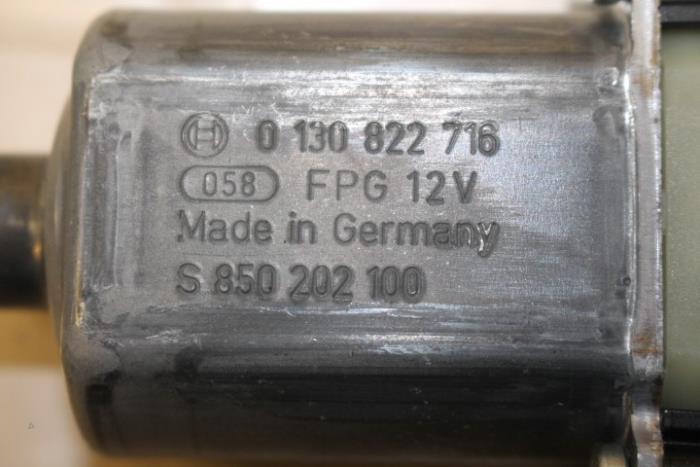 0 130 822 716
058 FPG 12V
Made in Germany
S 850 202 100